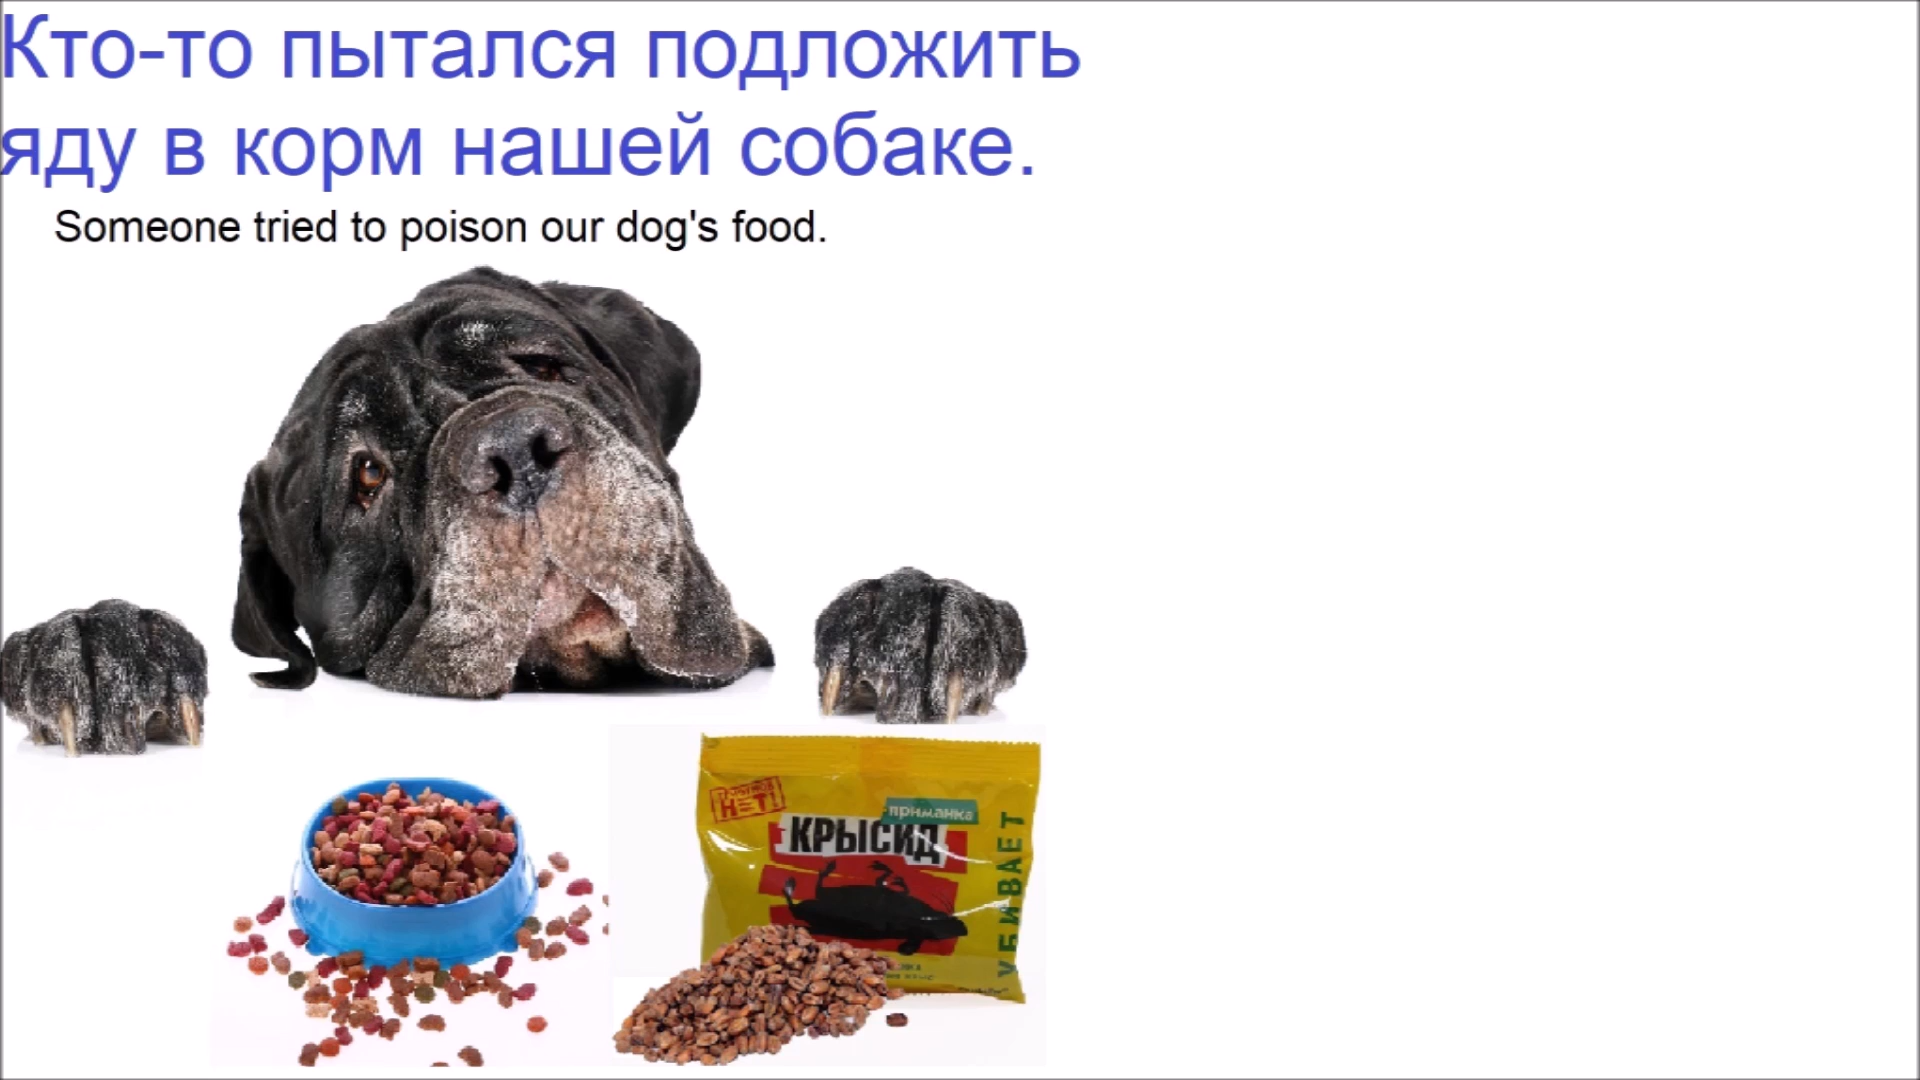 Кто-то пытался подложить
яду в корм нашей собаке.
Someone tried to poison our dog's food.
НЕТ!
приманка
КРЫСИД
УБИВАЕТ